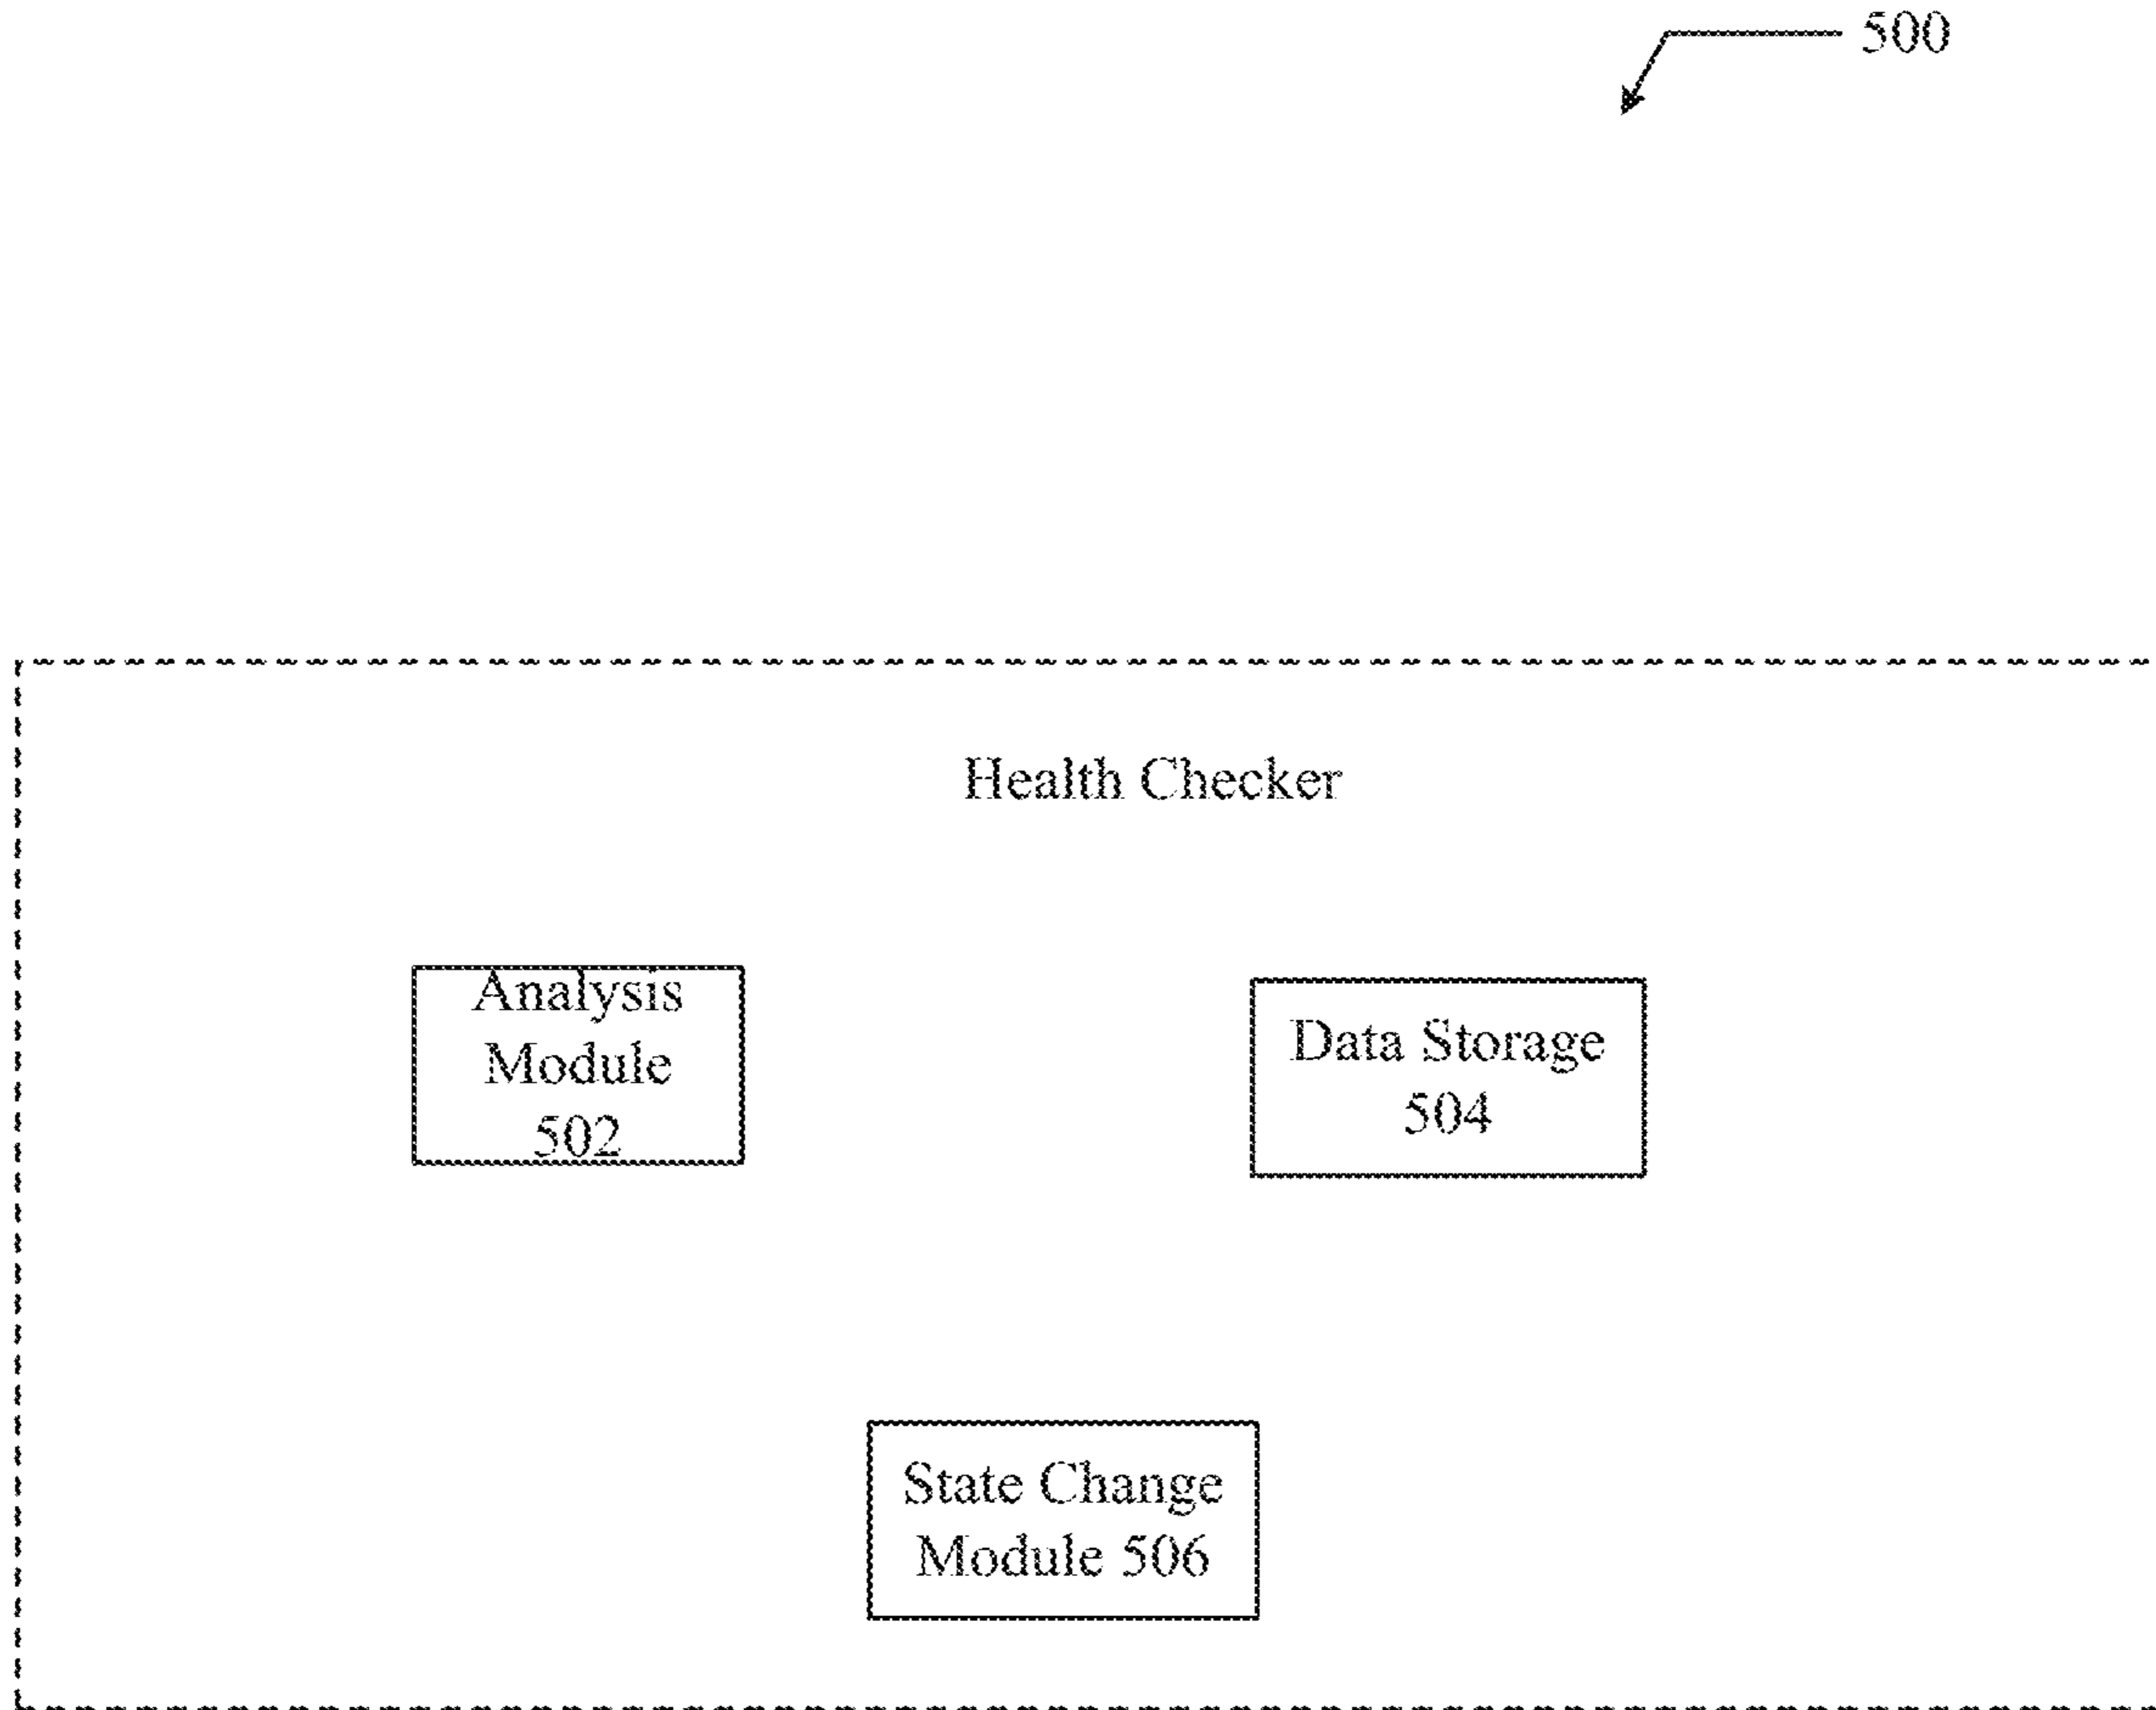 500
Health Checker
Analysis
Module
502
Data Storage
504
State Change
Module 506